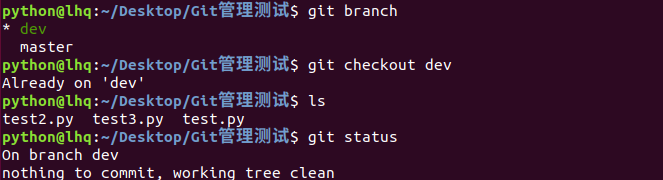 python@lhq:~/Desktop/Git管理测试$ git branch
* dev
  master
python@lhq:~/Desktop/Git管理测试$ git checkout dev
Already on 'dev'
python@lhq:~/Desktop/Git管理测试$ ls
test2.py  test3.py  test.py
python@lhq:~/Desktop/Git管理测试$ git status
On branch dev
nothing to commit, working tree clean